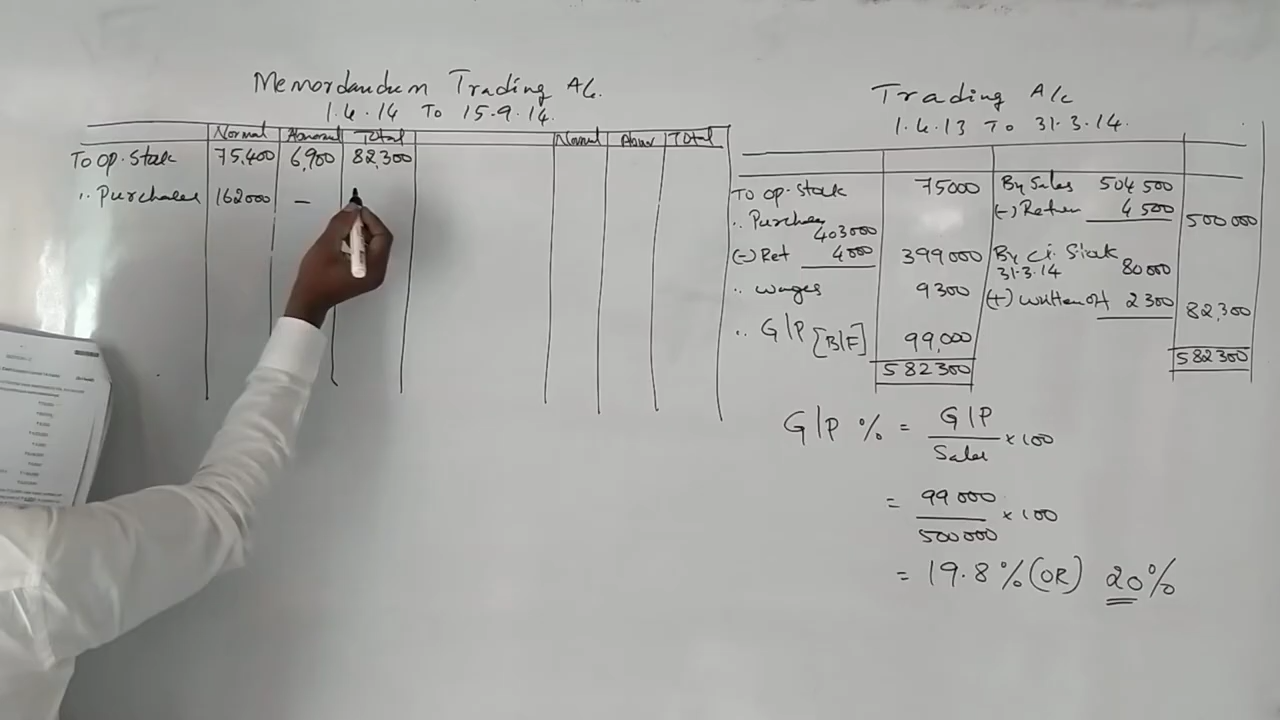 Memordandum Trading A/c.
1.4.14 To 15.9.14.
Normal Abnormal Total Normal Abnor Total
To Op. Stock 75,400 6,900 82,300
,, Purchases 162000 —
Trading A/c
1.4.13 To 31.3.14.
To Op. Stock 75000 By Sales 504500
(-) Return 4500 500000
,, Purchases
403000
(-) Ret 4000 399000 By Cl. Stock
31.3.14 80000
,, Wages 9300 (+) Written off 2300 82,300
,, G/P [B/F] 99,000
582300 582300
G/P % = G/P
Sales × 100
= 99000
500000 × 100
= 19.8% (OR) 20%